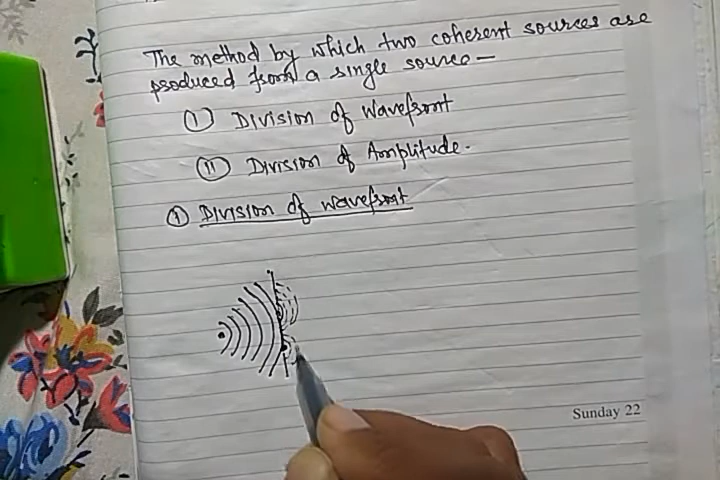 The method by which two coherent sources are
produced from a single source—
(I) Division of Wavefront
(II) Division of Amplitude.
(I) Division of wavefront
Sunday 22